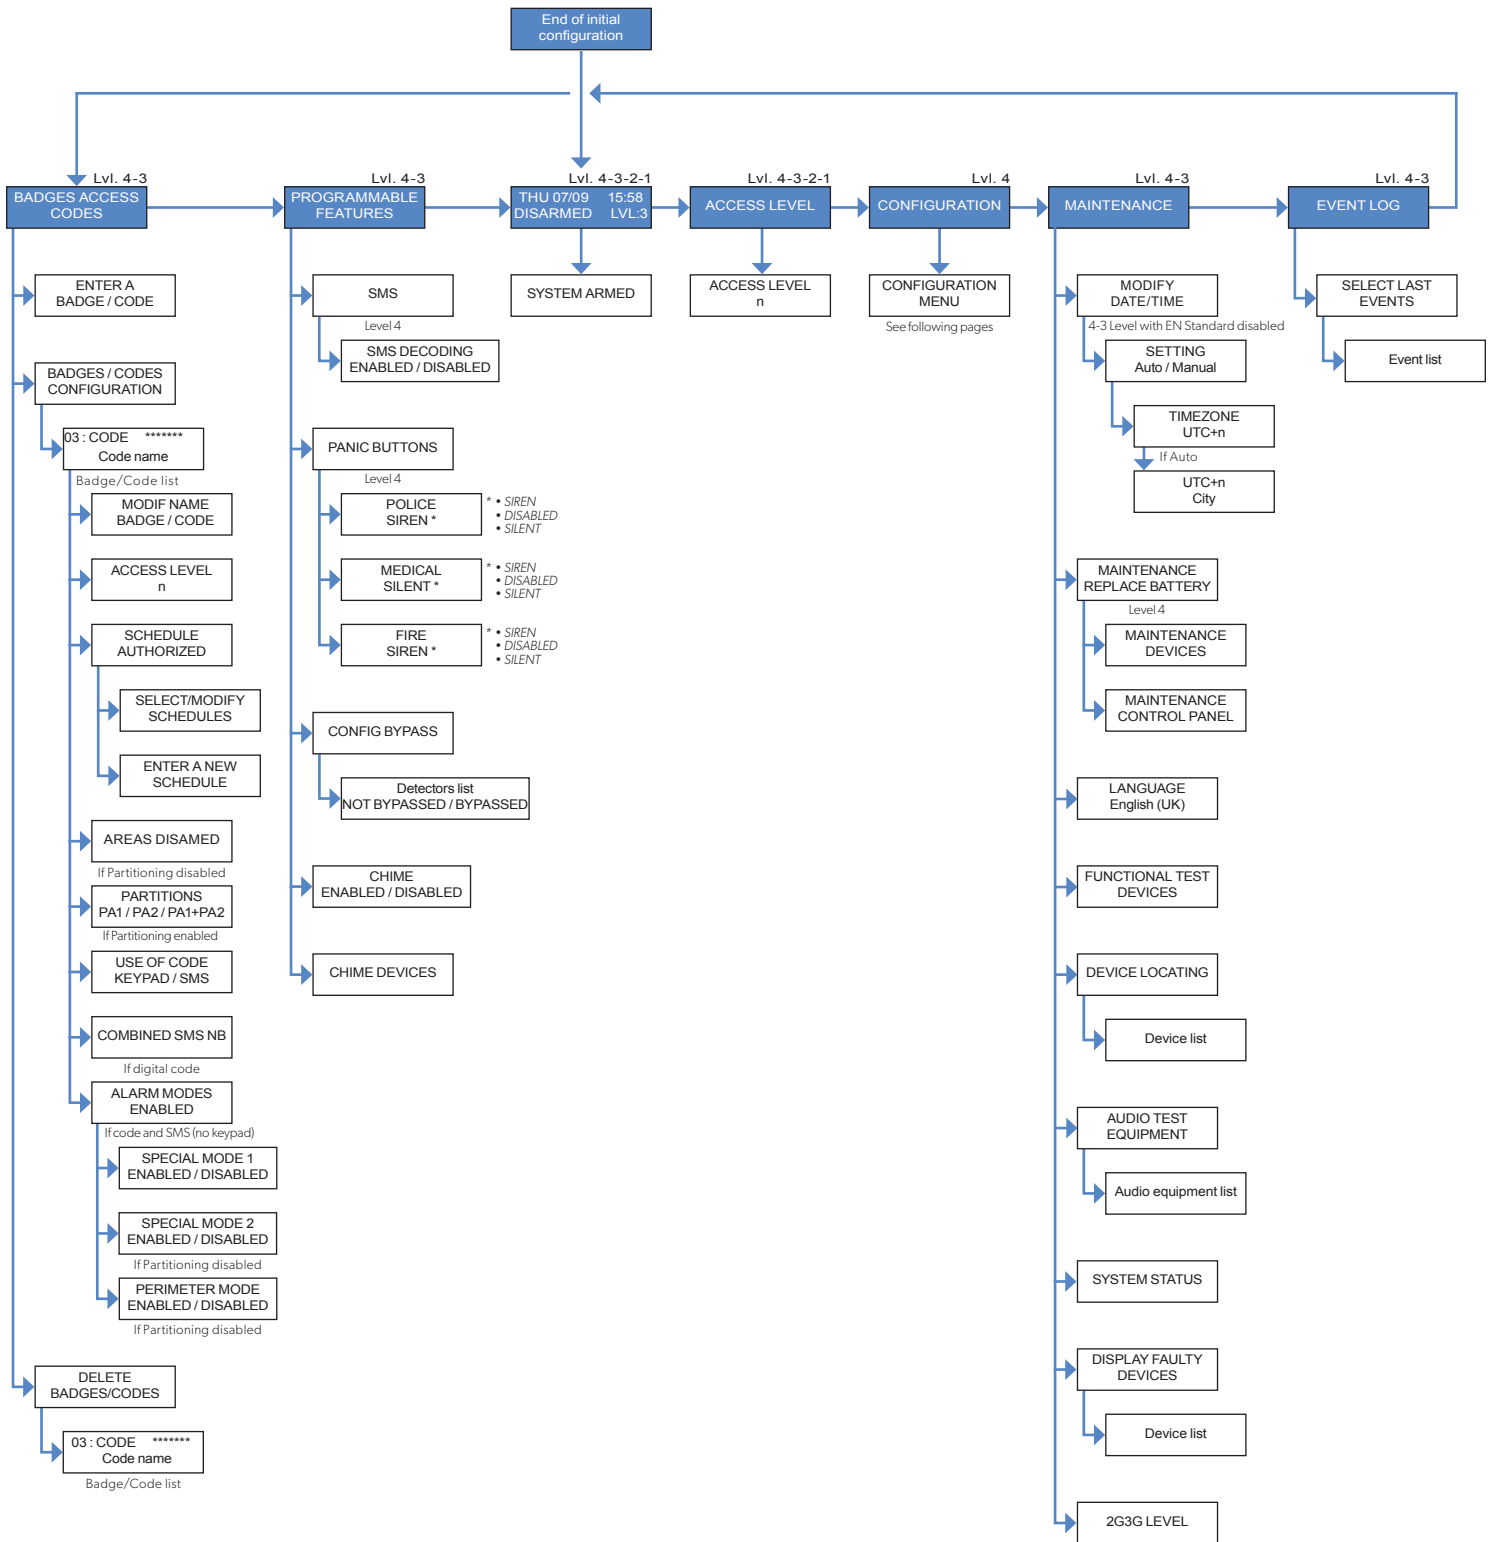 End of initial
configuration
Lvl. 4-3
BADGES ACCESS
CODES
ENTER A
BADGE / CODE
BADGES / CODES
CONFIGURATION
03 : CODE *******
Code name
Badge/Code list
MODIF NAME
BADGE / CODE
ACCESS LEVEL
n
SCHEDULE
AUTHORIZED
SELECT/MODIFY
SCHEDULES
ENTER A NEW
SCHEDULE
AREAS DISAMED
If Partitioning disabled
PARTITIONS
PA1 / PA2 / PA1+PA2
If Partitioning enabled
USE OF CODE
KEYPAD / SMS
COMBINED SMS NB
If digital code
ALARM MODES
ENABLED
If code and SMS (no keypad)
SPECIAL MODE 1
ENABLED / DISABLED
SPECIAL MODE 2
ENABLED / DISABLED
If Partitioning disabled
PERIMETER MODE
ENABLED / DISABLED
If Partitioning disabled
DELETE
BADGES/CODES
03 : CODE *******
Code name
Badge/Code list
Lvl. 4-3
PROGRAMMABLE
FEATURES
SMS
Level 4
SMS DECODING
ENABLED / DISABLED
PANIC BUTTONS
Level 4
POLICE
SIREN *
* • SIREN
• DISABLED
• SILENT
MEDICAL
SILENT *
* • SIREN
• DISABLED
• SILENT
FIRE
SIREN *
* • SIREN
• DISABLED
• SILENT
CONFIG BYPASS
Detectors list
NOT BYPASSED / BYPASSED
CHIME
ENABLED / DISABLED
CHIME DEVICES
Lvl. 4-3-2-1
THU 07/09 15:58
DISARMED LVL:3
SYSTEM ARMED
Lvl. 4-3-2-1
ACCESS LEVEL
ACCESS LEVEL
n
Lvl. 4
CONFIGURATION
CONFIGURATION
MENU
See following pages
Lvl. 4-3
MAINTENANCE
MODIFY
DATE/TIME
4-3 Level with EN Standard disabled
SETTING
Auto / Manual
TIMEZONE
UTC+n
If Auto
UTC+n
City
MAINTENANCE
REPLACE BATTERY
Level 4
MAINTENANCE
DEVICES
MAINTENANCE
CONTROL PANEL
LANGUAGE
English (UK)
FUNCTIONAL TEST
DEVICES
DEVICE LOCATING
Device list
AUDIO TEST
EQUIPMENT
Audio equipment list
SYSTEM STATUS
DISPLAY FAULTY
DEVICES
Device list
2G3G LEVEL
Lvl. 4-3
EVENT LOG
SELECT LAST
EVENTS
Event list